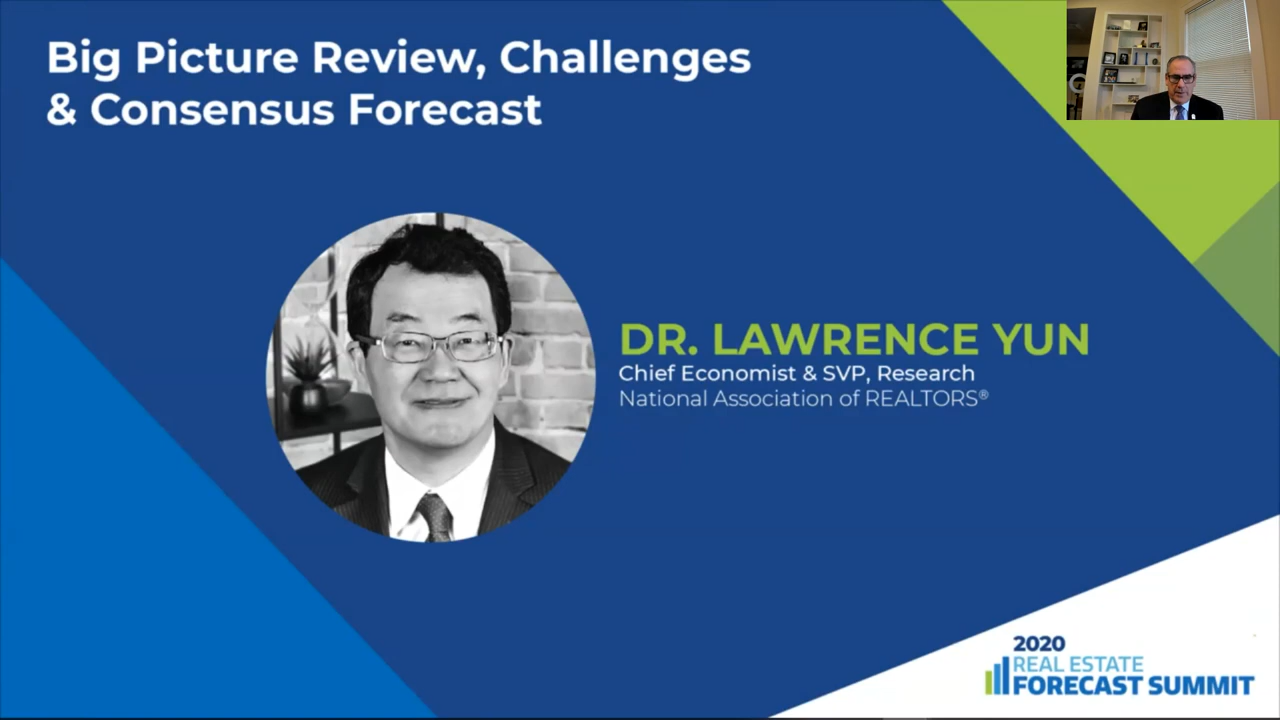 Big Picture Review, Challenges
& Consensus Forecast
DR. LAWRENCE YUN
Chief Economist & SVP, Research
National Association of REALTORS®
2020
REAL ESTATE
FORECAST SUMMIT